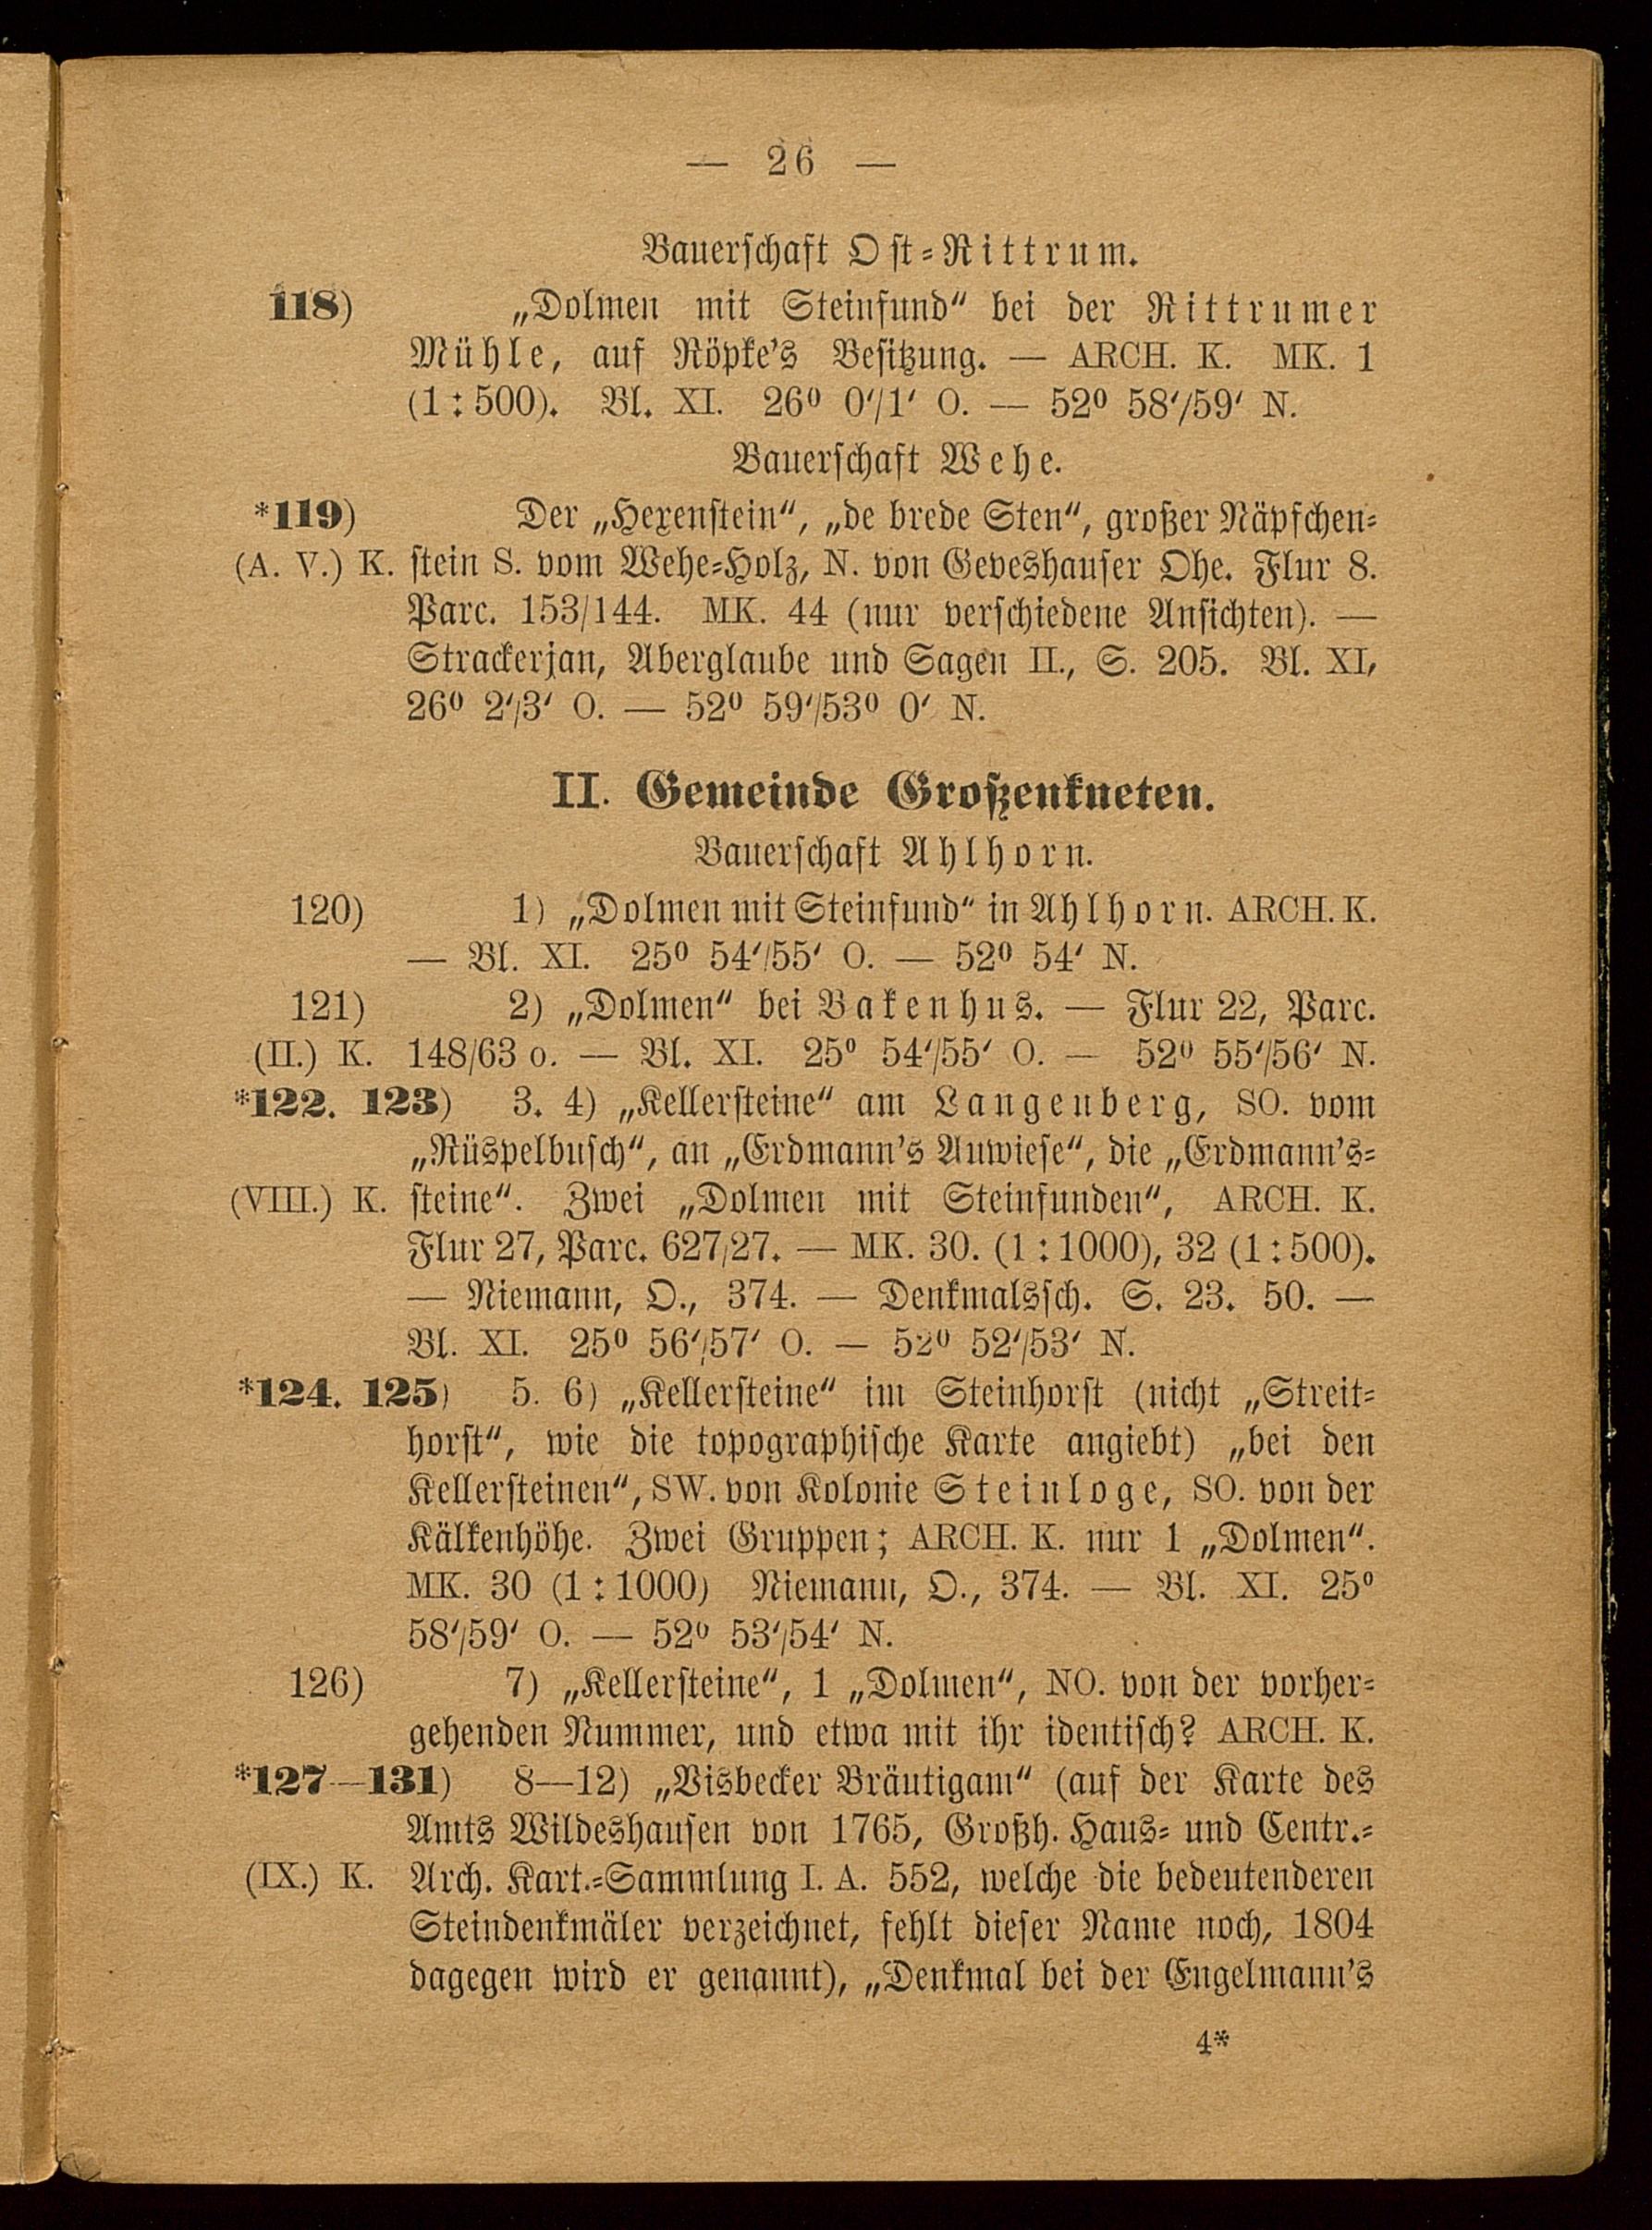 — 26 —
Bauerschaft Ost-Rittrum.
118) „Dolmen mit Steinfund“ bei der Rittrumer
Mühle, auf Röpke's Besitzung. — ARCH. K. MK. 1
(1:500). Bl. XI. 26⁰ 0'/1' O. — 52⁰ 58'/59' N.
Bauerschaft Wehe.
*119) Der „Hexenstein“, „de brede Sten“, großer Näpfchen-
(A. V.) K. stein S. vom Wehe-Holz, N. von Geveshauser Ohe. Flur 8.
Parc. 153/144. MK. 44 (nur verschiedene Ansichten). —
Strackerjan, Aberglaube und Sagen II., S. 205. Bl. XI,
26⁰ 2'/3' O. — 52⁰ 59'/53⁰ 0' N.
II. Gemeinde Großenkneten.
Bauerschaft Ahlhorn.
120) 1) „Dolmen mit Steinfund“ in Ahlhorn. ARCH. K.
— Bl. XI. 25⁰ 54'/55' O. — 52⁰ 54' N.
121) 2) „Dolmen“ bei Bakenhus. — Flur 22, Parc.
(II.) K. 148/63 o. — Bl. XI. 25⁰ 54'/55' O. — 52⁰ 55'/56' N.
*122. 123) 3. 4) „Kellersteine“ am Langenberg, SO. vom
„Rüspelbusch“, an „Erdmann's Auwiese“, die „Erdmann's-
(VIII.) K. steine“. Zwei „Dolmen mit Steinfunden“, ARCH. K.
Flur 27, Parc. 627/27. — MK. 30. (1:1000), 32 (1:500).
— Niemann, O., 374. — Denkmalssch. S. 23. 50. —
Bl. XI. 25⁰ 56'/57' O. — 52⁰ 52'/53' N.
*124. 125) 5. 6) „Kellersteine“ im Steinhorst (nicht „Streit-
horst“, wie die topographische Karte angiebt) „bei den
Kellersteinen“, SW. von Kolonie Steinloge, SO. von der
Kälkenhöhe. Zwei Gruppen; ARCH. K. nur 1 „Dolmen“.
MK. 30 (1:1000) Niemann, O., 374. — Bl. XI. 25⁰
58'/59' O. — 52⁰ 53'/54' N.
126) 7) „Kellersteine“, 1 „Dolmen“, NO. von der vorher-
gehenden Nummer, und etwa mit ihr identisch? ARCH. K.
*127—131) 8—12) „Visbecker Bräutigam“ (auf der Karte des
Amts Wildeshausen von 1765, Großh. Haus- und Centr.-
(IX.) K. Arch. Kart.-Sammlung I. A. 552, welche die bedeutenderen
Steindenkmäler verzeichnet, fehlt dieser Name noch, 1804
dagegen wird er genannt), „Denkmal bei der Engelmann's
4*